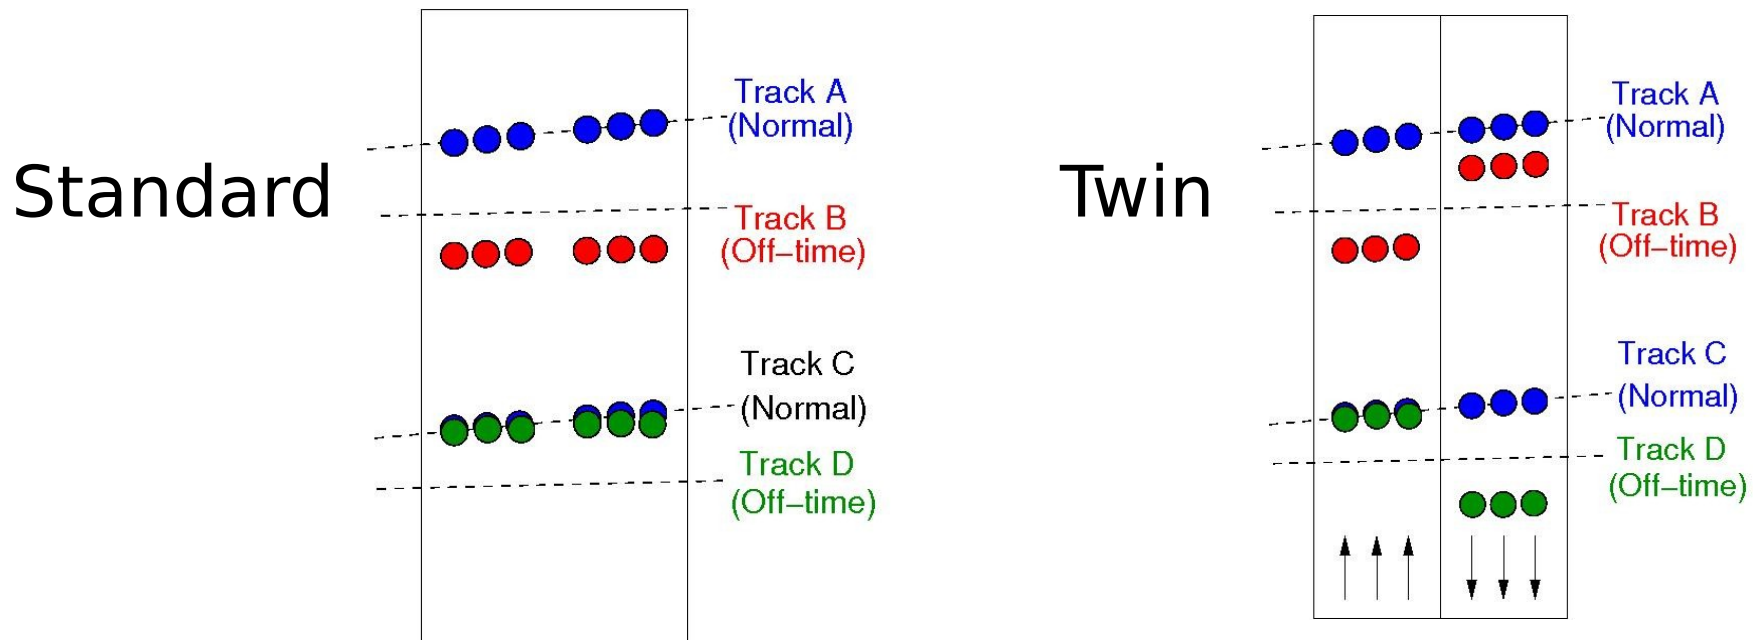 Standard
Track A
(Normal)
Track B
(Off−time)
Track C
(Normal)
Track D
(Off−time)
Twin
Track A
(Normal)
Track B
(Off−time)
Track C
(Normal)
Track D
(Off−time)